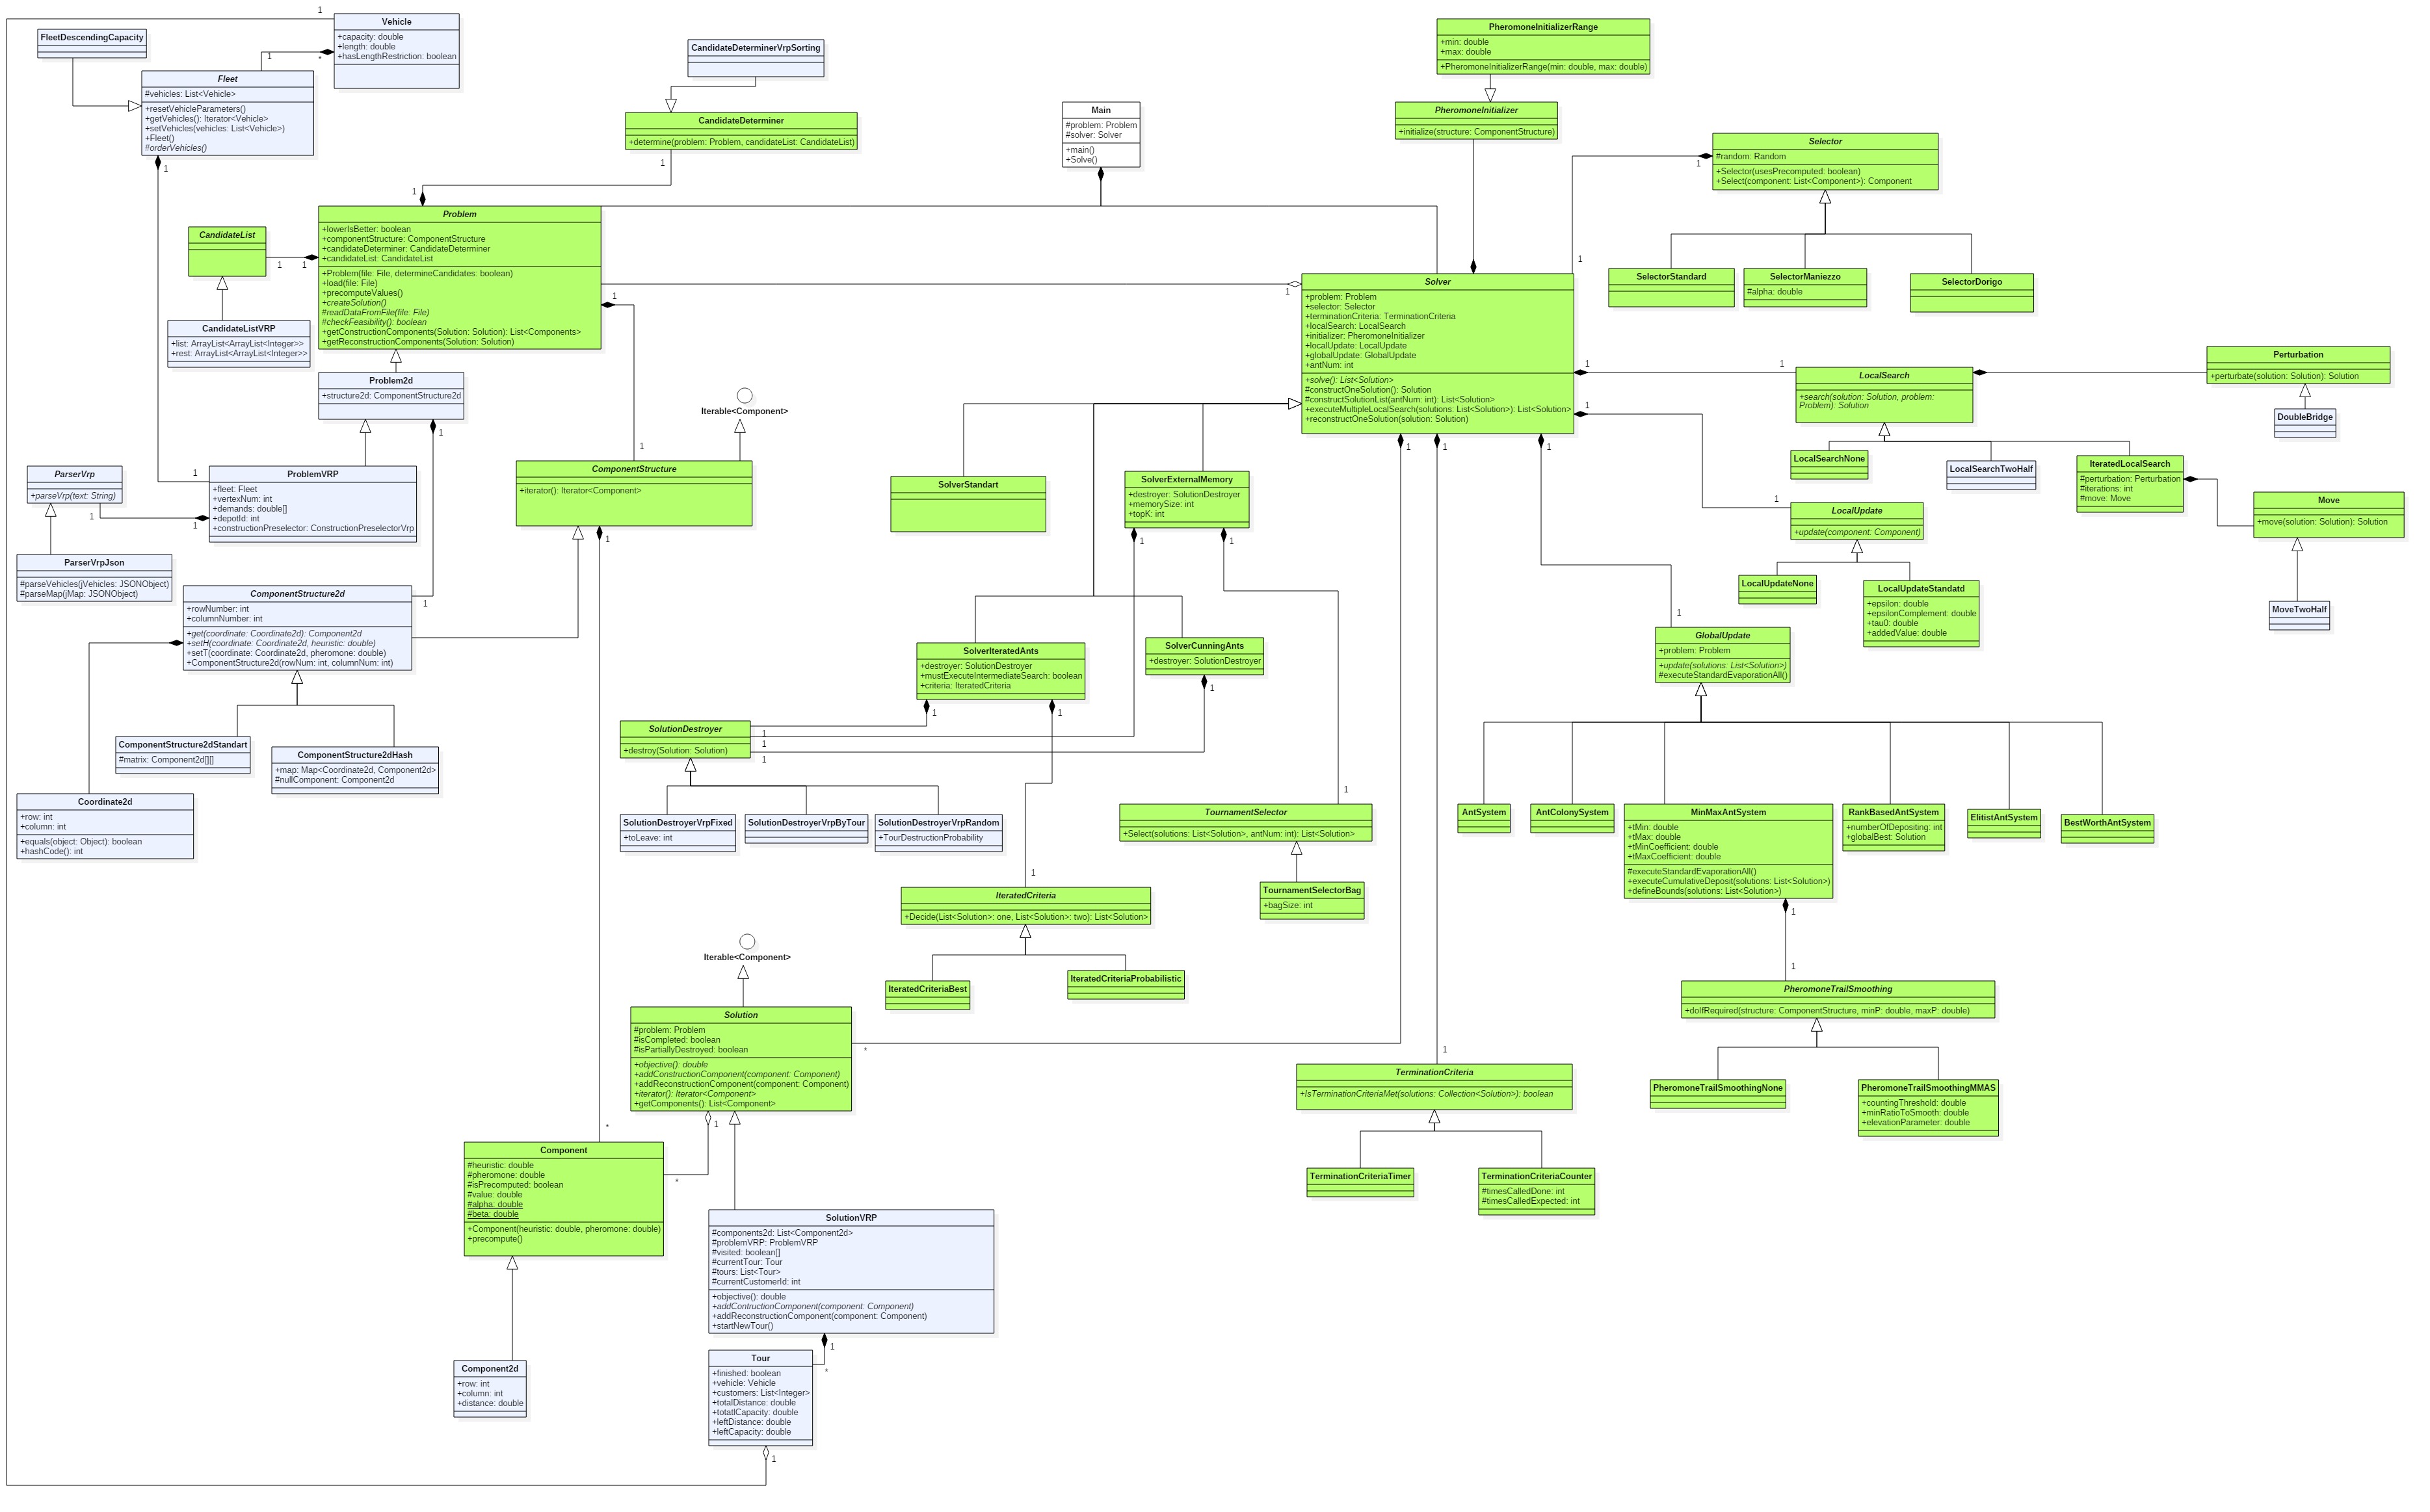 1
Vehicle
+capacity: double
+length: double
+hasLengthRestriction: boolean
1
*
FleetDescendingCapacity
Fleet
#vehicles: List<Vehicle>
+resetVehicleParameters()
+getVehicles(): Iterator<Vehicle>
+setVehicles(vehicles: List<Vehicle>)
+Fleet()
#orderVehicles()
1
CandidateDeterminerVrpSorting
CandidateDeterminer
+determine(problem: Problem, candidateList: CandidateList)
1
1
Main
#problem: Problem
#solver: Solver
+main()
+Solve()
PheromoneInitializerRange
+min: double
+max: double
+PheromoneInitializerRange(min: double, max: double)
PheromoneInitializer
+initialize(structure: ComponentStructure)
Selector
#random: Random
+Selector(usesPrecomputed: boolean)
+Select(component: List<Component>): Component
1
1
SelectorStandard
SelectorManiezzo
#alpha: double
SelectorDorigo
CandidateList
1
1
CandidateListVRP
+list: ArrayList<ArrayList<Integer>>
+rest: ArrayList<ArrayList<Integer>>
Problem
+lowerIsBetter: boolean
+componentStructure: ComponentStructure
+candidateDeterminer: CandidateDeterminer
+candidateList: CandidateList
+Problem(file: File, determineCandidates: boolean)
+load(file: File)
+precomputeValues()
+createSolution()
#readDataFromFile(file: File)
#checkFeasibility(): boolean
+getConstructionComponents(Solution: Solution): List<Components>
+getReconstructionComponents(Solution: Solution)
1
1
Solver
+problem: Problem
+selector: Selector
+terminationCriteria: TerminationCriteria
+localSearch: LocalSearch
+initializer: PheromoneInitializer
+localUpdate: LocalUpdate
+globalUpdate: GlobalUpdate
+antNum: int
+solve(): List<Solution>
#constructOneSolution(): Solution
#constructSolutionList(antNum: int): List<Solution>
+executeMultipleLocalSearch(solutions: List<Solution>): List<Solution>
+reconstructOneSolution(solution: Solution)
1
1
1
1
1
1
Problem2d
+structure2d: ComponentStructure2d
1
Iterable<Component>
1
LocalSearch
+search(solution: Solution, problem:
Problem): Solution
Perturbation
+perturbate(solution: Solution): Solution
DoubleBridge
LocalSearchNone
LocalSearchTwoHalf
IteratedLocalSearch
#perturbation: Perturbation
#iterations: int
#move: Move
Move
+move(solution: Solution): Solution
MoveTwoHalf
ParserVrp
+parseVrp(text: String)
1
1
1
ProblemVRP
+fleet: Fleet
+vertexNum: int
+demands: double[]
+depotId: int
+constructionPreselector: ConstructionPreselectorVrp
ComponentStructure
+iterator(): Iterator<Component>
1
SolverStandart
SolverExternalMemory
+destroyer: SolutionDestroyer
+memorySize: int
+topK: int
1
1
1
LocalUpdate
+update(component: Component)
LocalUpdateNone
LocalUpdateStandatd
+epsilon: double
+epsilonComplement: double
+tau0: double
+addedValue: double
ParserVrpJson
#parseVehicles(jVehicles: JSONObject)
#parseMap(jMap: JSONObject)
ComponentStructure2d
+rowNumber: int
+columnNumber: int
+get(coordinate: Coordinate2d): Component2d
+setH(coordinate: Coordinate2d, heuristic: double)
+setT(coordinate: Coordinate2d, pheromone: double)
+ComponentStructure2d(rowNum: int, columnNum: int)
1
1
GlobalUpdate
+problem: Problem
+update(solutions: List<Solution>)
#executeStandardEvaporationAll()
SolverIteratedAnts
+destroyer: SolutionDestroyer
+mustExecuteIntermediateSearch: boolean
+criteria: IteratedCriteria
1
1
SolverCunningAnts
+destroyer: SolutionDestroyer
1
ComponentStructure2dStandart
#matrix: Component2d[][]
ComponentStructure2dHash
+map: Map<Coordinate2d, Component2d>
#nullComponent: Component2d
SolutionDestroyer
+destroy(Solution: Solution)
1
1
1
Coordinate2d
+row: int
+column: int
+equals(object: Object): boolean
+hashCode(): int
SolutionDestroyerVrpFixed
+toLeave: int
SolutionDestroyerVrpByTour
SolutionDestroyerVrpRandom
+TourDestructionProbability
1
TournamentSelector
+Select(solutions: List<Solution>, antNum: int): List<Solution>
TournamentSelectorBag
+bagSize: int
AntSystem
AntColonySystem
MinMaxAntSystem
+tMin: double
+tMax: double
+tMinCoefficient: double
+tMaxCoefficient: double
#executeStandardEvaporationAll()
+executeCumulativeDeposit(solutions: List<Solution>)
+defineBounds(solutions: List<Solution>)
1
1
RankBasedAntSystem
+numberOfDepositing: int
+globalBest: Solution
ElitistAntSystem
BestWorthAntSystem
1
IteratedCriteria
+Decide(List<Solution>: one, List<Solution>: two): List<Solution>
IteratedCriteriaBest
IteratedCriteriaProbabilistic
Iterable<Component>
Solution
#problem: Problem
#isCompleted: boolean
#isPartiallyDestroyed: boolean
+objective(): double
+addConstructionComponent(component: Component)
+addReconstructionComponent(component: Component)
+iterator(): Iterator<Component>
+getComponents(): List<Component>
*
1
*
PheromoneTrailSmoothing
+doIfRequired(structure: ComponentStructure, minP: double, maxP: double)
PheromoneTrailSmoothingNone
PheromoneTrailSmoothingMMAS
+countingThreshold: double
+minRatioToSmooth: double
+elevationParameter: double
1
TerminationCriteria
+IsTerminationCriteriaMet(solutions: Collection<Solution>): boolean
TerminationCriteriaTimer
TerminationCriteriaCounter
#timesCalledDone: int
#timesCalledExpected: int
*
Component
#heuristic: double
#pheromone: double
#isPrecomputed: boolean
#value: double
#alpha: double
#beta: double
+Component(heuristic: double, pheromone: double)
+precompute()
SolutionVRP
#components2d: List<Component2d>
#problemVRP: ProblemVRP
#visited: boolean[]
#currentTour: Tour
#tours: List<Tour>
#currentCustomerId: int
+objective(): double
+addContructionComponent(component: Component)
+addReconstructionComponent(component: Component)
+startNewTour()
1
*
Component2d
+row: int
+column: int
+distance: double
Tour
+finished: boolean
+vehicle: Vehicle
+customers: List<Integer>
+totalDistance: double
+totatlCapacity: double
+leftDistance: double
+leftCapacity: double
1